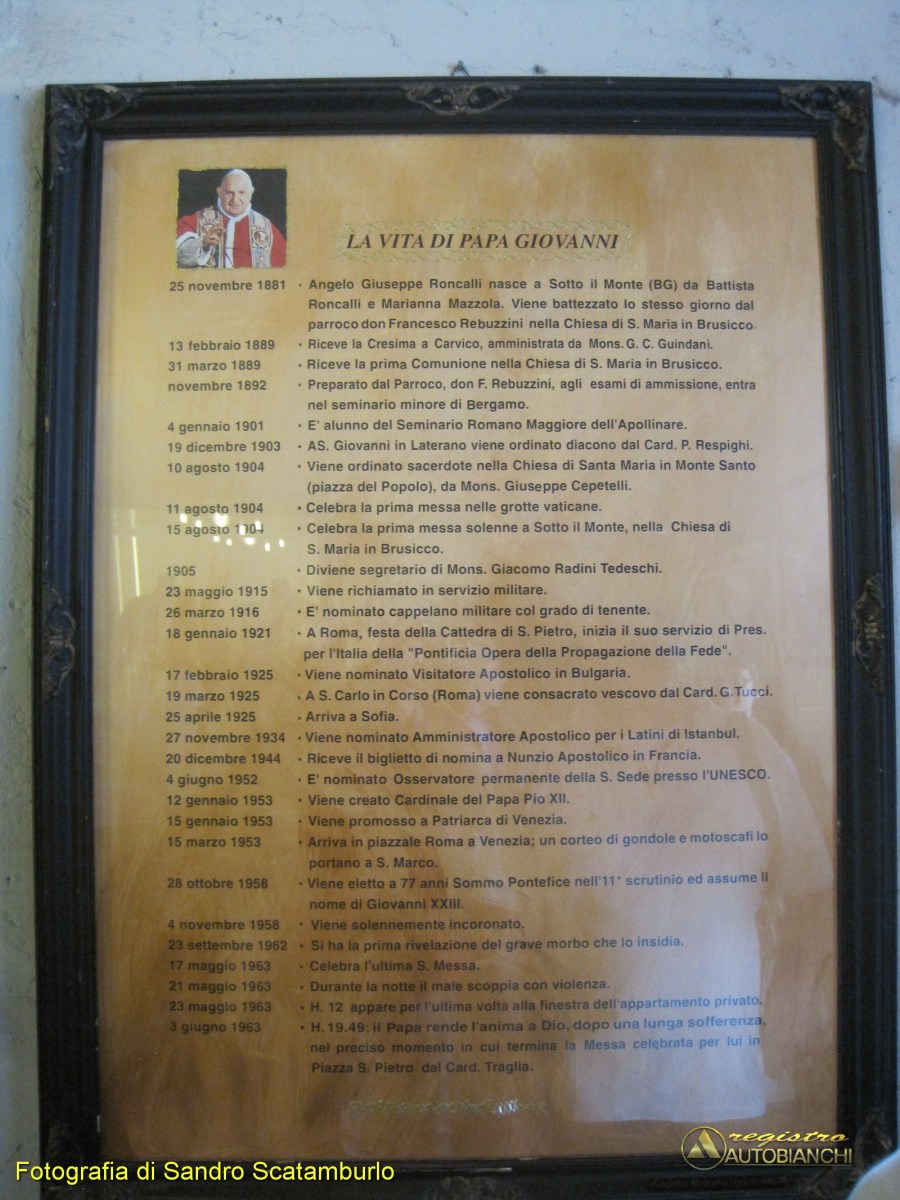 LA VITA DI PAPA GIOVANNI
25 novembre 1881 · Angelo Giuseppe Roncalli nasce a Sotto il Monte (BG) da Battista
Roncalli e Marianna Mazzola. Viene battezzato lo stesso giorno dal
parroco don Francesco Rebuzzini nella Chiesa di S. Maria in Brusicco.
13 febbraio 1889 · Riceve la Cresima a Carvico, amministrata da Mons. G. C. Guindani.
31 marzo 1889 · Riceve la prima Comunione nella Chiesa di S. Maria in Brusicco.
novembre 1892 · Preparato dal Parroco, don F. Rebuzzini, agli esami di ammissione, entra
nel seminario minore di Bergamo.
4 gennaio 1901 · E' alunno del Seminario Romano Maggiore dell'Apollinare.
19 dicembre 1903 · AS. Giovanni in Laterano viene ordinato diacono dal Card. P. Respighi.
10 agosto 1904 · Viene ordinato sacerdote nella Chiesa di Santa Maria in Monte Santo
(piazza del Popolo), da Mons. Giuseppe Cepetelli.
11 agosto 1904 · Celebra la prima messa nelle grotte vaticane.
15 agosto 1904 · Celebra la prima messa solenne a Sotto il Monte, nella Chiesa di
S. Maria in Brusicco.
1905 · Diviene segretario di Mons. Giacomo Radini Tedeschi.
23 maggio 1915 · Viene richiamato in servizio militare.
26 marzo 1916 · E' nominato cappelano militare col grado di tenente.
18 gennaio 1921 · A Roma, festa della Cattedra di S. Pietro, inizia il suo servizio di Pres.
per l'Italia della "Pontificia Opera della Propagazione della Fede".
17 febbraio 1925 · Viene nominato Visitatore Apostolico in Bulgaria.
19 marzo 1925 · A S. Carlo in Corso (Roma) viene consacrato vescovo dal Card. G. Tucci.
25 aprile 1925 · Arriva a Sofia.
27 novembre 1934 · Viene nominato Amministratore Apostolico per i Latini di Istanbul.
20 dicembre 1944 · Riceve il biglietto di nomina a Nunzio Apostolico in Francia.
4 giugno 1952 · E' nominato Osservatore permanente della S. Sede presso l'UNESCO.
12 gennaio 1953 · Viene creato Cardinale del Papa Pio XII.
15 gennaio 1953 · Viene promosso a Patriarca di Venezia.
15 marzo 1953 · Arriva in piazzale Roma a Venezia; un corteo di gondole e motoscafi lo
portano a S. Marco.
28 ottobre 1958 · Viene eletto a 77 anni Sommo Pontefice nell'11° scrutinio ed assume il
nome di Giovanni XXIII.
4 novembre 1958 · Viene solennemente incoronato.
23 settembre 1962 · Si ha la prima rivelazione del grave morbo che lo insidia.
17 maggio 1963 · Celebra l'ultima S. Messa.
21 maggio 1963 · Durante la notte il male scoppia con violenza.
23 maggio 1963 · H. 12 appare per l'ultima volta alla finestra dell'appartamento privato.
3 giugno 1963 · H. 19.49: il Papa rende l'anima a Dio, dopo una lunga sofferenza,
nel preciso momento in cui termina la Messa celebrata per lui in
Piazza S. Pietro dal Card. Traglia.
registro
AUTOBIANCHI
Fotografia di Sandro Scatamburlo